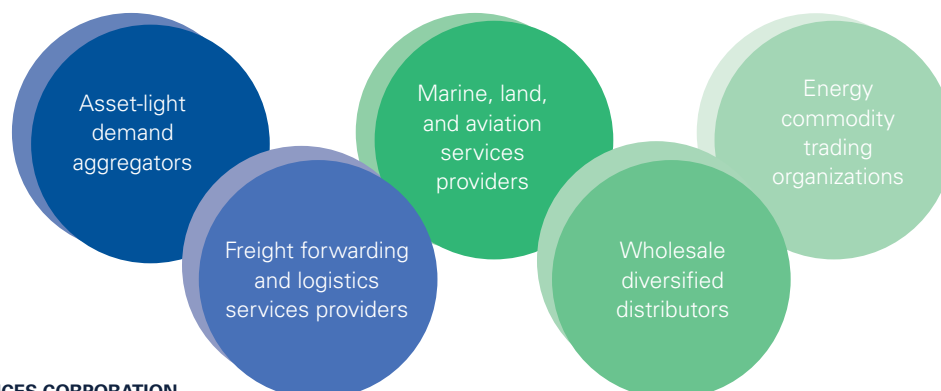 Asset-light
demand
aggregators
Freight forwarding
and logistics
services providers
Marine, land,
and aviation
services
providers
Wholesale
diversified
distributors
Energy
commodity
trading
organizations
CORPORATION